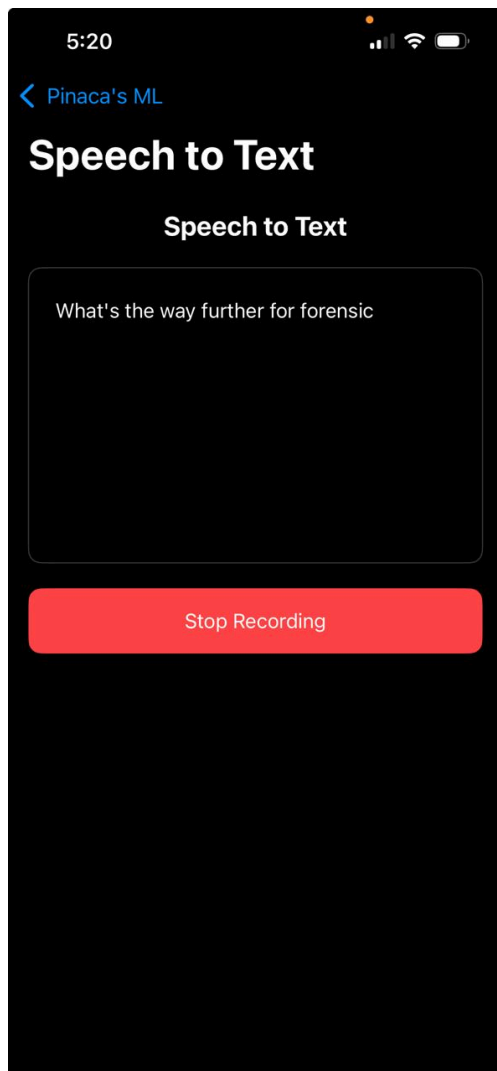 5:20
Pinaca's ML
Speech to Text
Speech to Text
What's the way further for forensic
Stop Recording